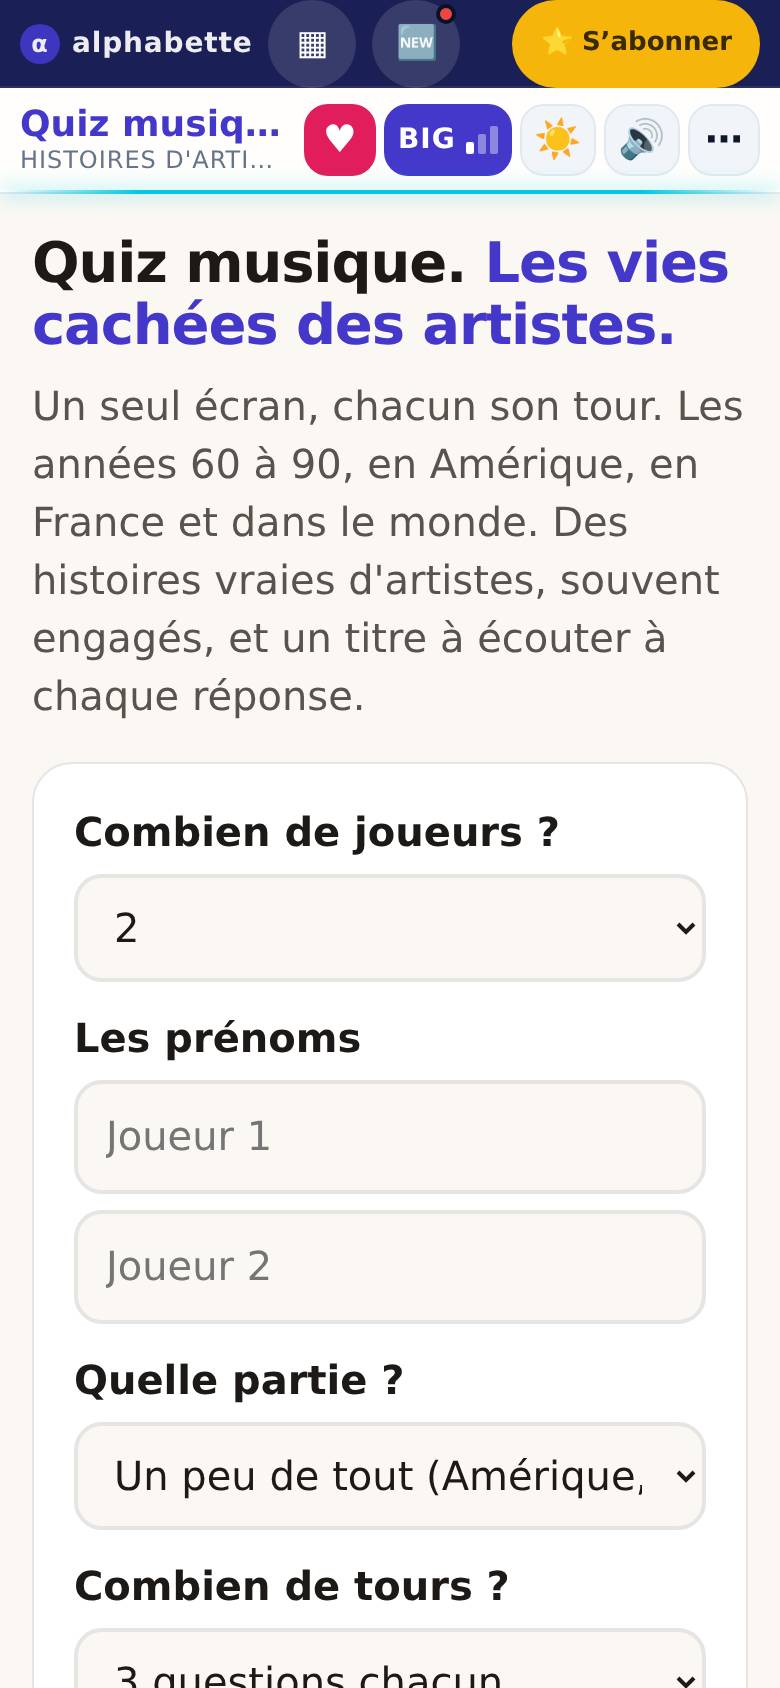 α alphabette
NEW
⭐ S’abonner
Quiz musiq…
HISTOIRES D'ARTI…
BIG
Quiz musique. Les vies
cachées des artistes.
Un seul écran, chacun son tour. Les
années 60 à 90, en Amérique, en
France et dans le monde. Des
histoires vraies d'artistes, souvent
engagés, et un titre à écouter à
chaque réponse.
Combien de joueurs ?
2
Les prénoms
Joueur 1
Joueur 2
Quelle partie ?
Un peu de tout (Amérique,
Combien de tours ?
3 questions chacun